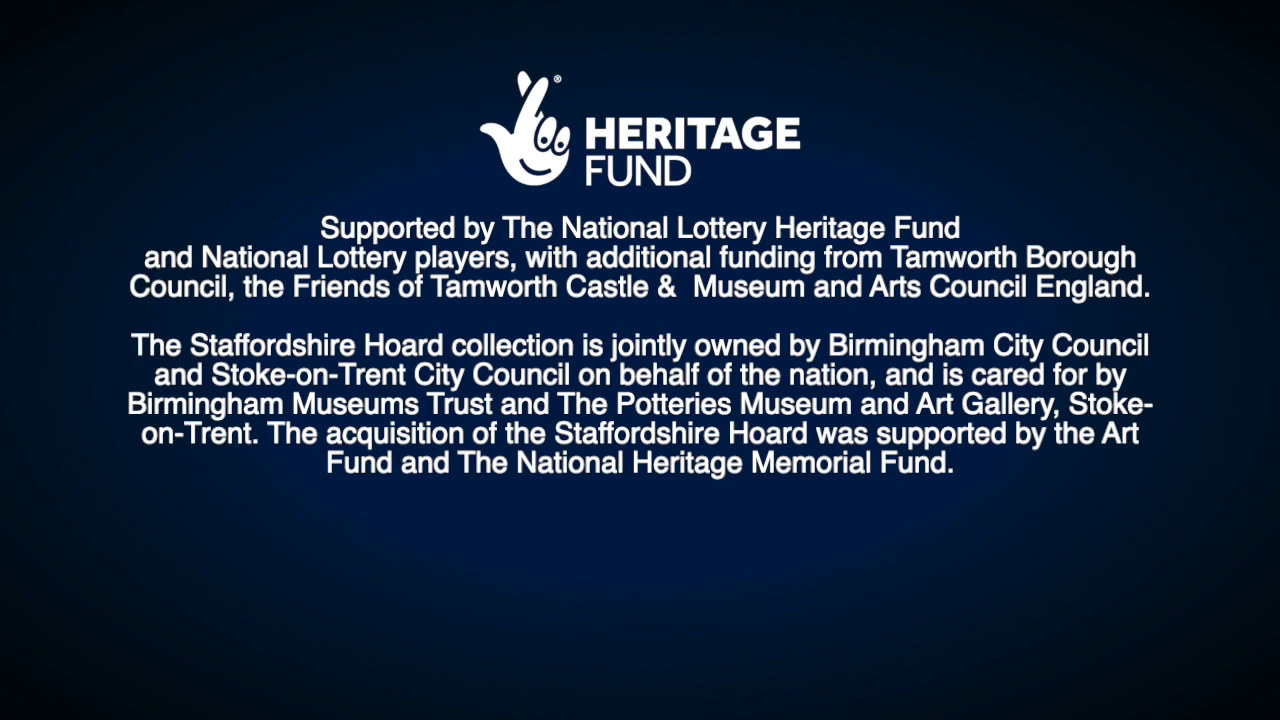 ®
HERITAGE
FUND
Supported by The National Lottery Heritage Fund
and National Lottery players, with additional funding from Tamworth Borough
Council, the Friends of Tamworth Castle &  Museum and Arts Council England.
The Staffordshire Hoard collection is jointly owned by Birmingham City Council
and Stoke-on-Trent City Council on behalf of the nation, and is cared for by
Birmingham Museums Trust and The Potteries Museum and Art Gallery, Stoke-
on-Trent. The acquisition of the Staffordshire Hoard was supported by the Art
Fund and The National Heritage Memorial Fund.